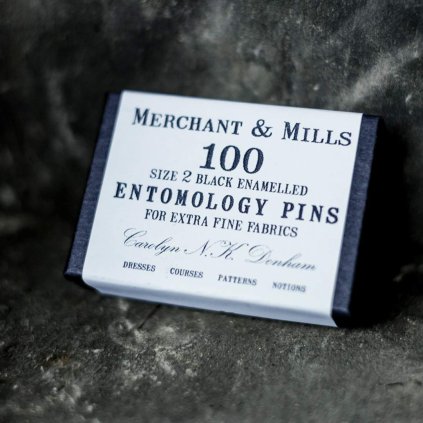 MERCHANT & MILLS
100
SIZE 2 BLACK ENAMELLED
ENTOMOLOGY PINS
FOR EXTRA FINE FABRICS
Carolyn N.K. Denham
DRESSES COURSES PATTERNS NOTIONS